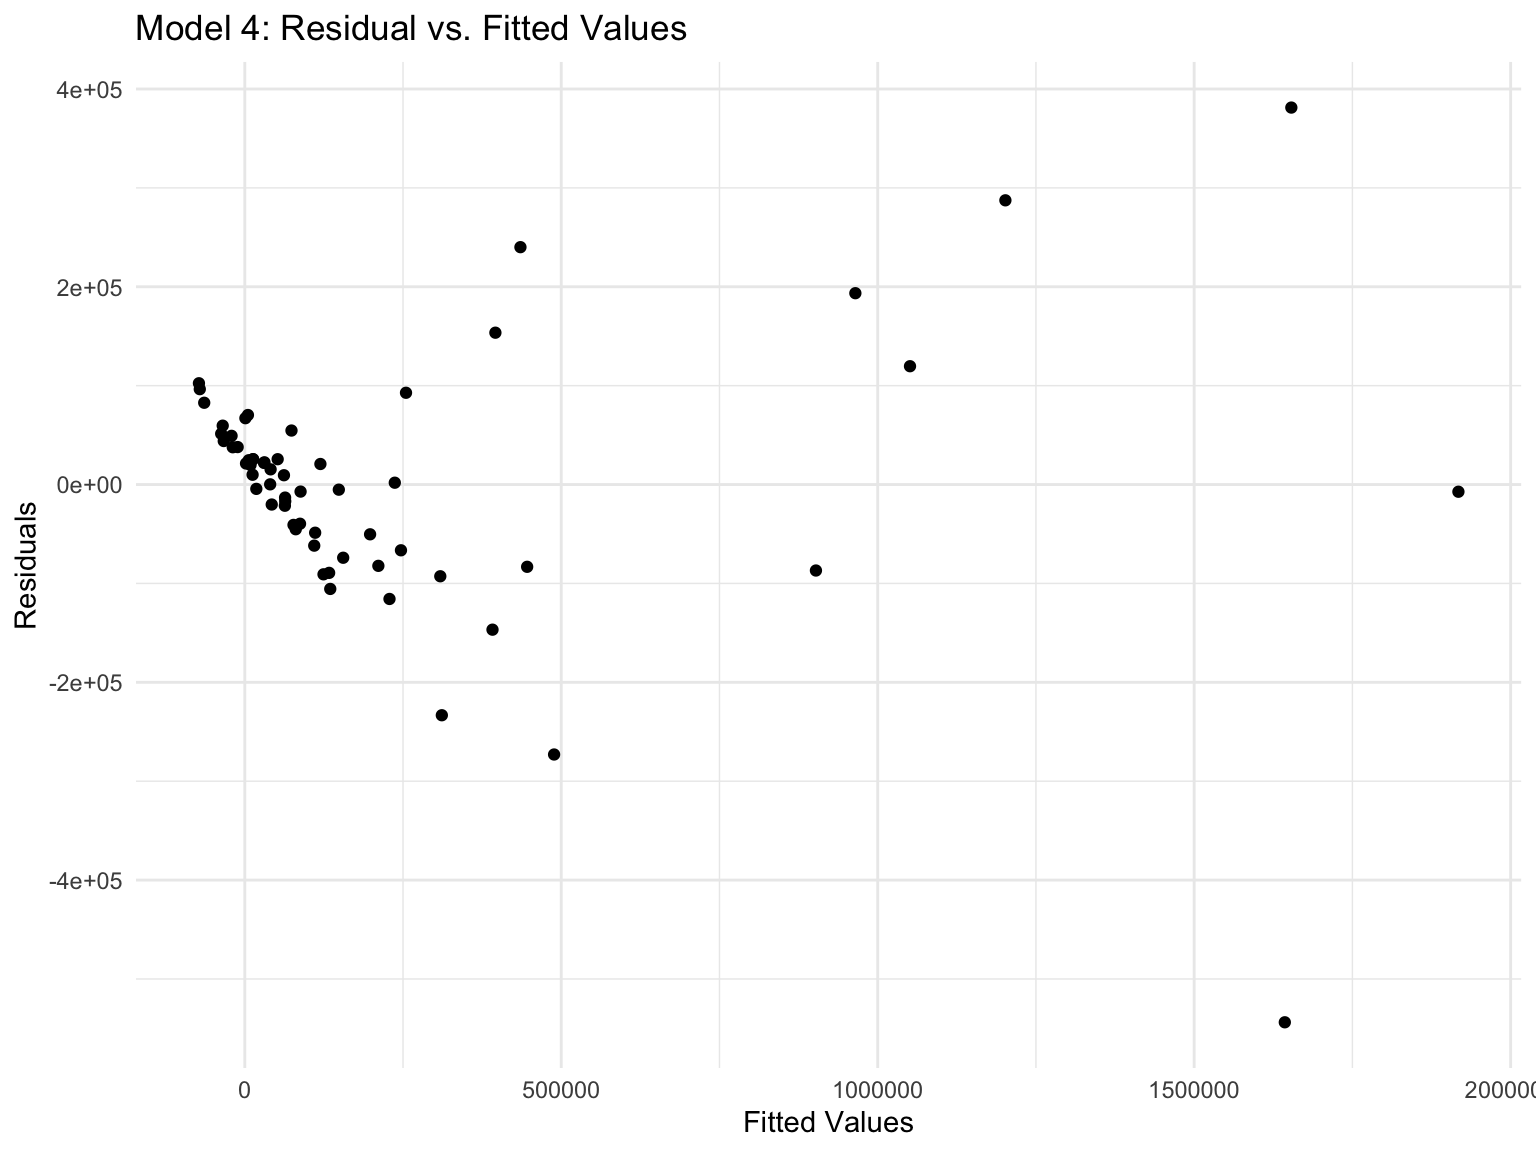 Model 4: Residual vs. Fitted Values
4e+05
2e+05
0e+00
-2e+05
-4e+05
Residuals
0 500000 1000000 1500000 200000
Fitted Values